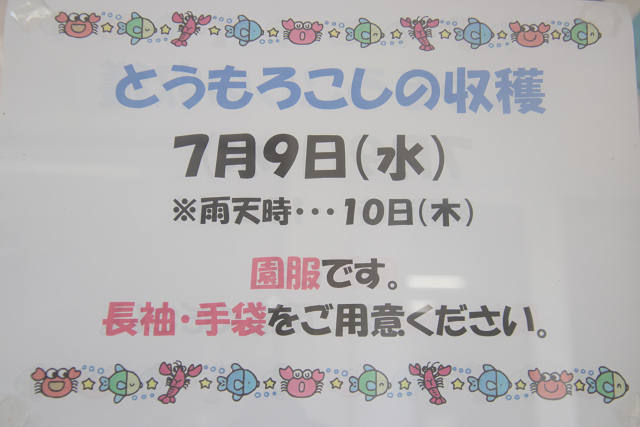 とうもろこしの収穫
7月9日(水)
※雨天時・・・10日(木)
園服です。
長袖・手袋をご用意ください。